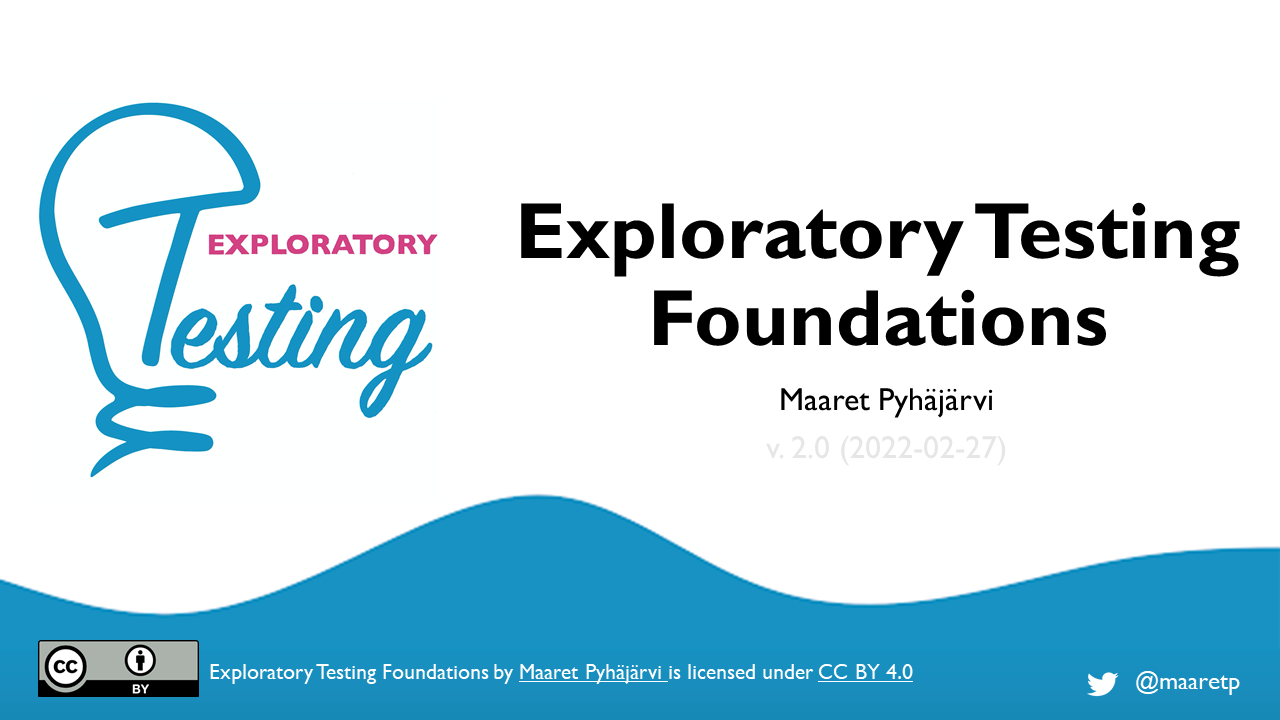 EXPLORATORY
Testing
Exploratory Testing
Foundations
Maaret Pyhäjärvi
v. 2.0 (2022-02-27)
cc
BY
Exploratory Testing Foundations by Maaret Pyhäjärvi is licensed under CC BY 4.0
@maaretp